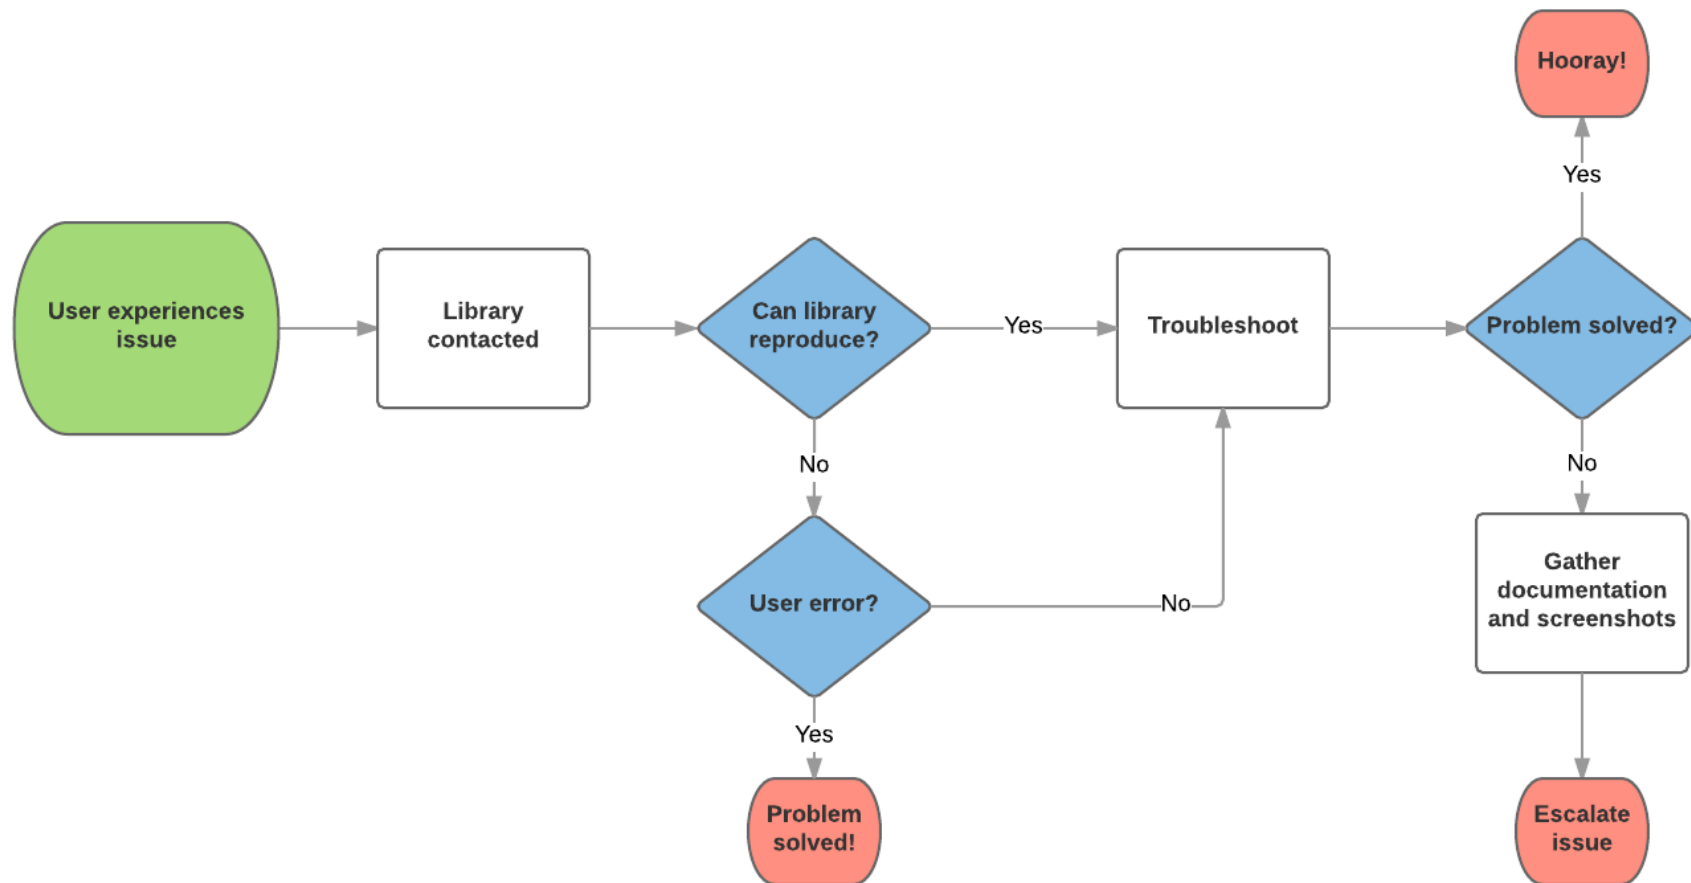 Hooray!
Yes
User experiences
issue
Library
contacted
Can library
reproduce?
Yes
Troubleshoot
Problem solved?
No
No
User error?
No
Gather
documentation
and screenshots
Yes
Problem
solved!
Escalate
issue